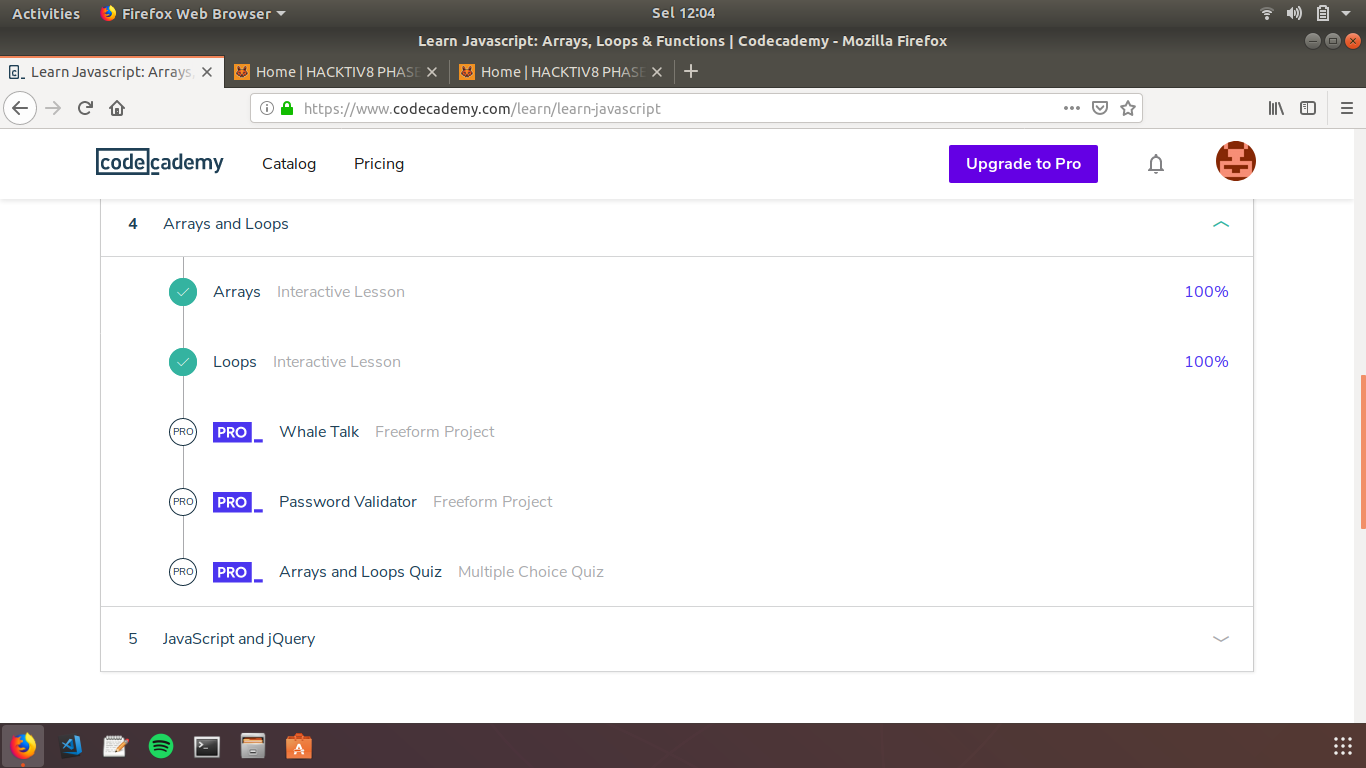 Activities Firefox Web Browser Sel 12:04
Learn Javascript: Arrays, Loops & Functions | Codecademy - Mozilla Firefox
Learn Javascript: Arrays, Home | HACKTIV8 PHASE Home | HACKTIV8 PHASE
https://www.codecademy.com/learn/learn-javascript
codecademy Catalog Pricing Upgrade to Pro
4 Arrays and Loops
Arrays Interactive Lesson 100%
Loops Interactive Lesson 100%
PRO PRO_ Whale Talk Freeform Project
PRO PRO_ Password Validator Freeform Project
PRO PRO_ Arrays and Loops Quiz Multiple Choice Quiz
5 JavaScript and jQuery